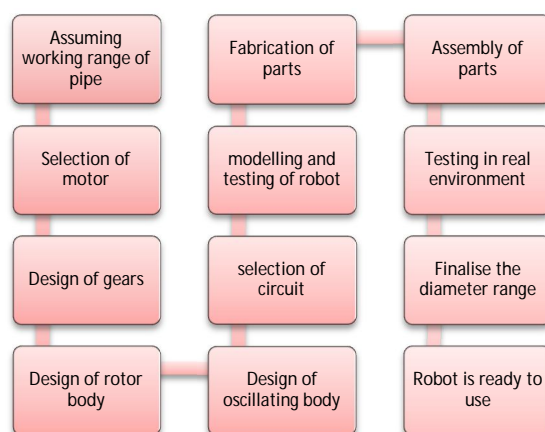 Assuming
working range of
pipe
Selection of
motor
Design of gears
Design of rotor
body
Design of
oscillating body
selection of
circuit
modelling and
testing of robot
Fabrication of
parts
Assembly of
parts
Testing in real
environment
Finalise the
diameter range
Robot is ready to
use